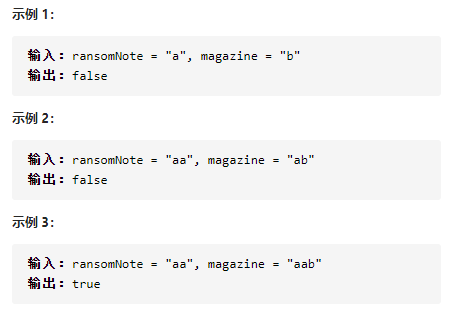 示例 1：
输入：ransomNote = "a", magazine = "b"
输出：false
示例 2：
输入：ransomNote = "aa", magazine = "ab"
输出：false
示例 3：
输入：ransomNote = "aa", magazine = "aab"
输出：true